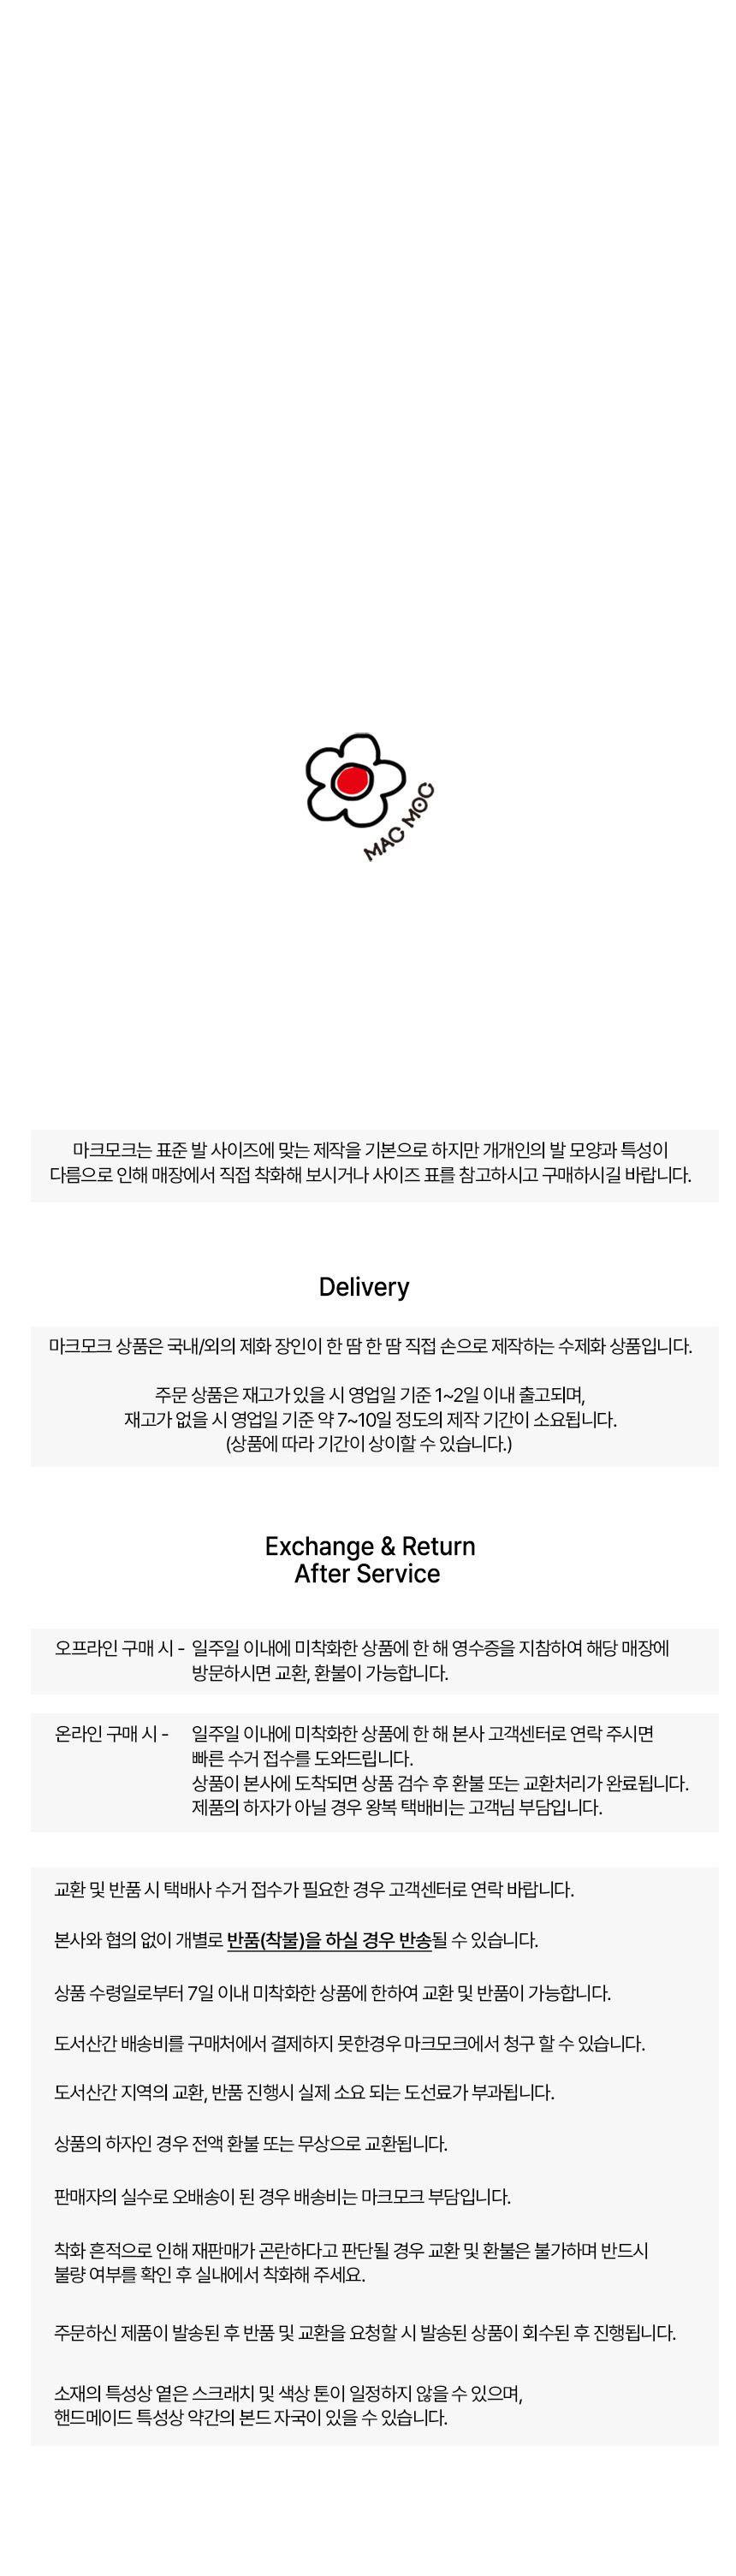 MAC MOC
마크모크는 표준 발 사이즈에 맞는 제작을 기본으로 하지만 개개인의 발 모양과 특성이
다름으로 인해 매장에서 직접 착화해 보시거나 사이즈 표를 참고하시고 구매하시길 바랍니다.
Delivery
마크모크 상품은 국내/외의 제화 장인이 한 땀 한 땀 직접 손으로 제작하는 수제화 상품입니다.
주문 상품은 재고가 있을 시 영업일 기준 1~2일 이내 출고되며,
재고가 없을 시 영업일 기준 약 7~10일 정도의 제작 기간이 소요됩니다.
(상품에 따라 기간이 상이할 수 있습니다.)
Exchange & Return
After Service
오프라인 구매 시 - 일주일 이내에 미착화한 상품에 한 해 영수증을 지참하여 해당 매장에
방문하시면 교환, 환불이 가능합니다.
온라인 구매 시 - 일주일 이내에 미착화한 상품에 한 해 본사 고객센터로 연락 주시면
빠른 수거 접수를 도와드립니다.
상품이 본사에 도착되면 상품 검수 후 환불 또는 교환처리가 완료됩니다.
제품의 하자가 아닐 경우 왕복 택배비는 고객님 부담입니다.
교환 및 반품 시 택배사 수거 접수가 필요한 경우 고객센터로 연락 바랍니다.
본사와 협의 없이 개별로 반품(착불)을 하실 경우 반송될 수 있습니다.
상품 수령일로부터 7일 이내 미착화한 상품에 한하여 교환 및 반품이 가능합니다.
도서산간 배송비를 구매처에서 결제하지 못한경우 마크모크에서 청구 할 수 있습니다.
도서산간 지역의 교환, 반품 진행시 실제 소요 되는 도선료가 부과됩니다.
상품의 하자인 경우 전액 환불 또는 무상으로 교환됩니다.
판매자의 실수로 오배송이 된 경우 배송비는 마크모크 부담입니다.
착화 흔적으로 인해 재판매가 곤란하다고 판단될 경우 교환 및 환불은 불가하며 반드시
불량 여부를 확인 후 실내에서 착화해 주세요.
주문하신 제품이 발송된 후 반품 및 교환을 요청할 시 발송된 상품이 회수된 후 진행됩니다.
소재의 특성상 옅은 스크래치 및 색상 톤이 일정하지 않을 수 있으며,
핸드메이드 특성상 약간의 본드 자국이 있을 수 있습니다.